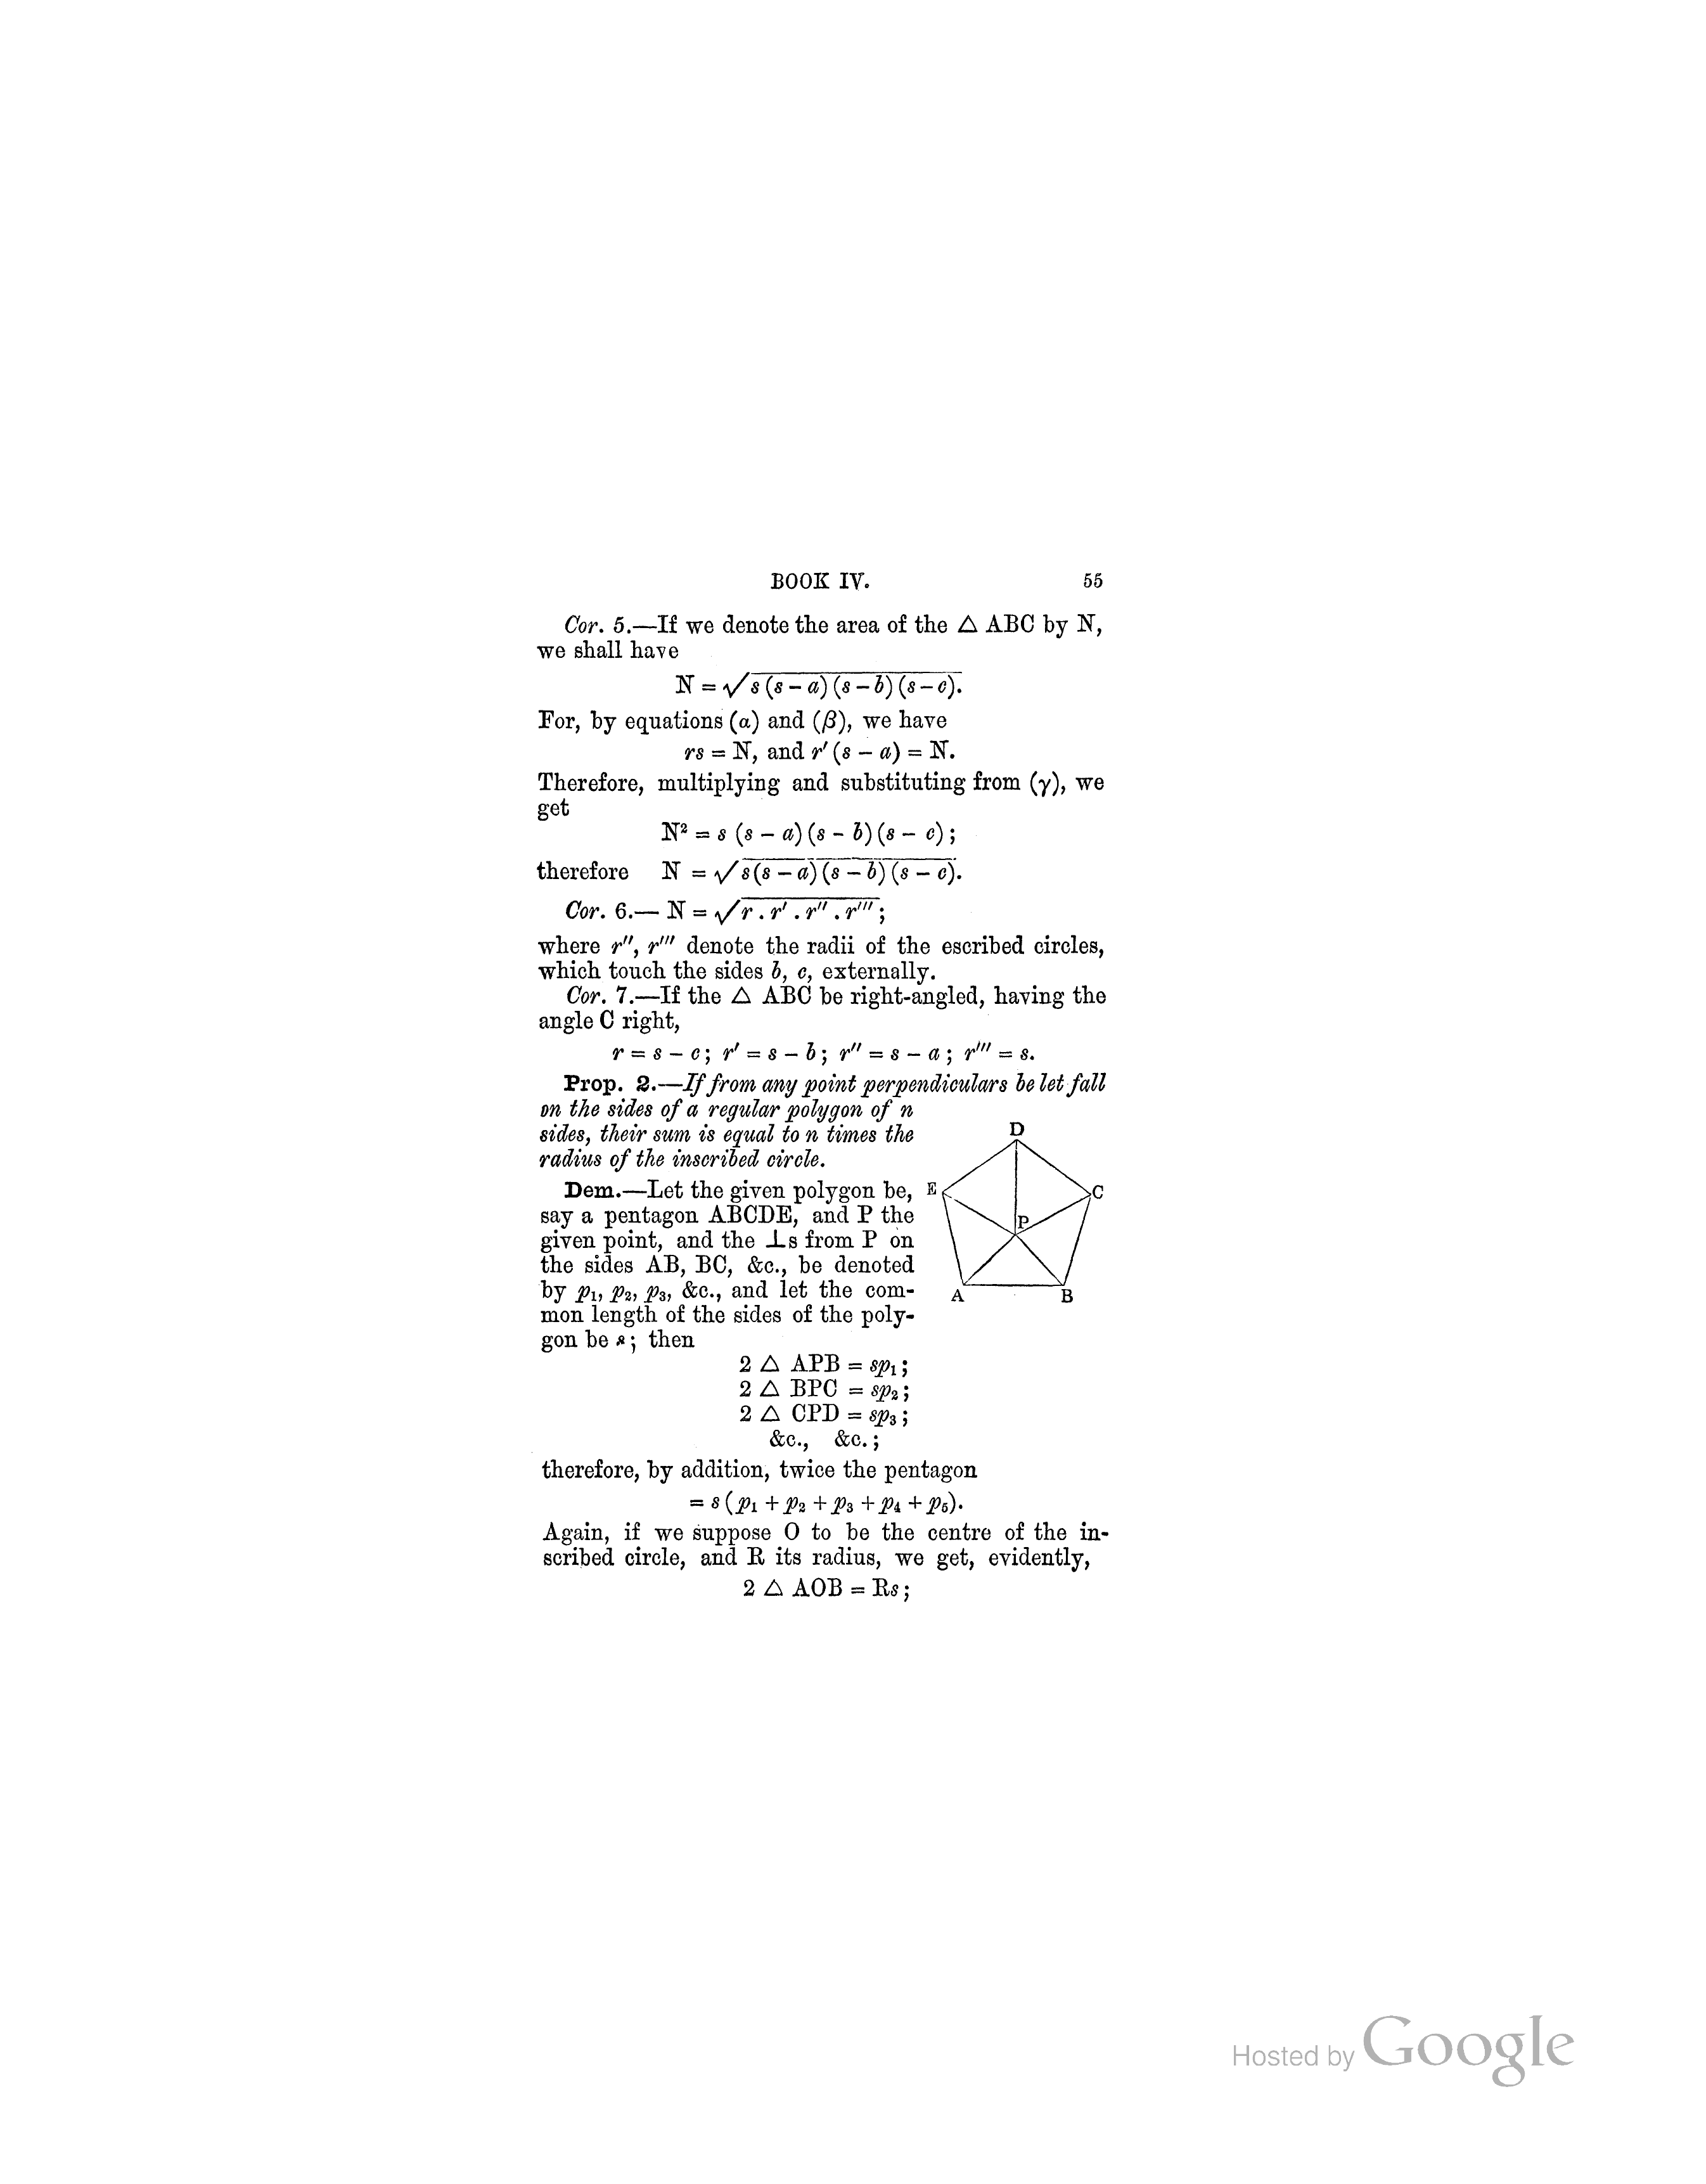 BOOK IV. 55
Cor. 5.—If we denote the area of the △ ABC by N,
we shall have
N = √s (s − a) (s − b) (s − c).
For, by equations (α) and (β), we have
rs = N, and r′ (s − a) = N.
Therefore, multiplying and substituting from (γ), we
get
N² = s (s − a) (s − b) (s − c) ;
therefore N = √s(s − a) (s − b) (s − c).
Cor. 6.— N = √r . r′ . r″ . r‴ ;
where r″, r‴ denote the radii of the escribed circles,
which touch the sides b, c, externally.
Cor. 7.—If the △ ABC be right-angled, having the
angle C right,
r = s − c ; r′ = s − b ; r″ = s − a ; r‴ = s.
Prop. 2.—If from any point perpendiculars be let fall
on the sides of a regular polygon of n
sides, their sum is equal to n times the
radius of the inscribed circle.
Dem.—Let the given polygon be,
say a pentagon ABCDE, and P the
given point, and the ⊥s from P on
the sides AB, BC, &c., be denoted
by p₁, p₂, p₃, &c., and let the com-
mon length of the sides of the poly-
gon be s ; then
D
E
C
P
A
B
2 △ APB = sp₁ ;
2 △ BPC = sp₂ ;
2 △ CPD = sp₃ ;
&c., &c. ;
therefore, by addition, twice the pentagon
= s (p₁ + p₂ + p₃ + p₄ + p₅).
Again, if we suppose O to be the centre of the in-
scribed circle, and R its radius, we get, evidently,
2 △ AOB = Rs ;
Hosted by Google